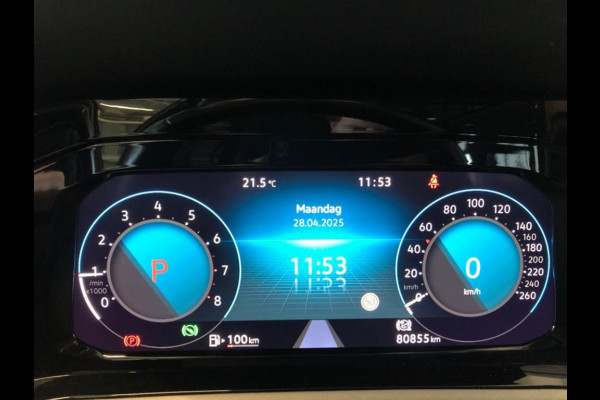 21.5 °C 11:53
Maandag
28.04.2025
11:53
0 1 2 3 4 5 6 7 8
/min
x1000
P
0 20 40 60 80 100 120 140 160 180 200 220 240 260
km/h
0
km/h
P
100 km
80855 km